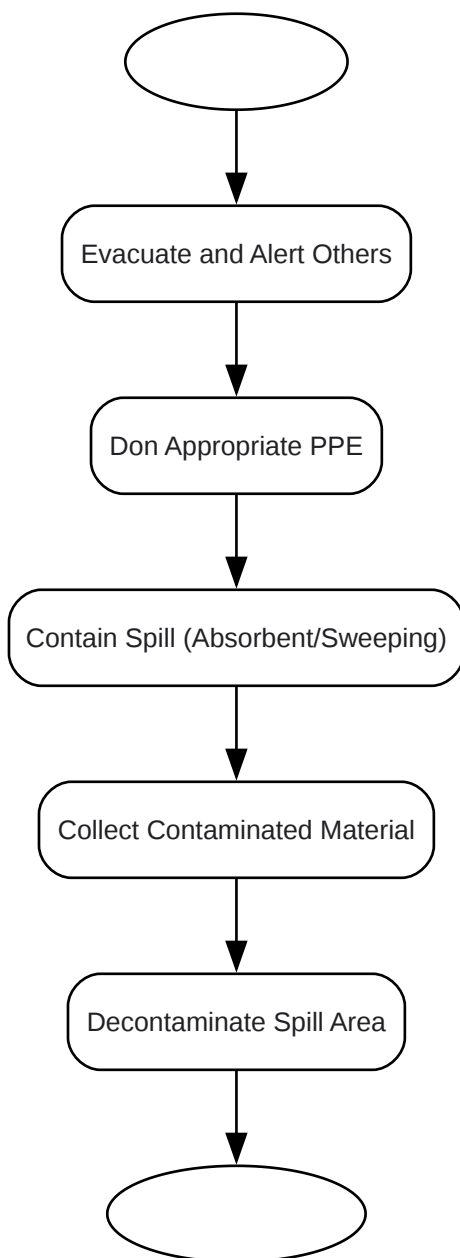 Evacuate and Alert Others
Don Appropriate PPE
Contain Spill (Absorbent/Sweeping)
Collect Contaminated Material
Decontaminate Spill Area